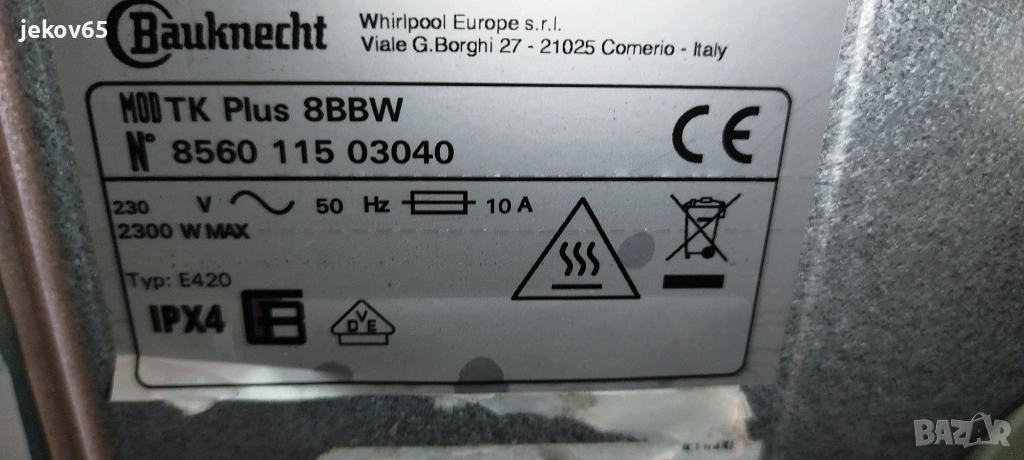 jekov65
Bauknecht
Whirlpool Europe s.r.l.
Viale G.Borghi 27 - 21025 Comerio - Italy
MOD TK Plus 8BBW
N° 8560 115 03040
CE
230 V 50 Hz 10 A
2300 W MAX
Typ: E420
IPX4
DVE
BAZAR